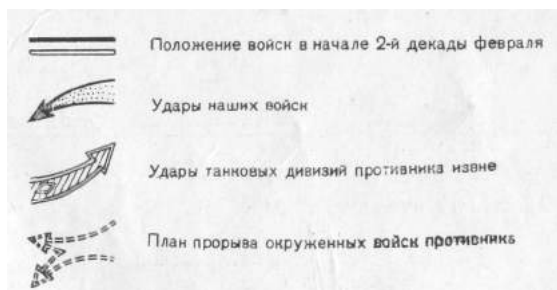 Положение войск в начале 2-й декады февраля
Удары наших войск
Удары танковых дивизий противника извне
План прорыва окруженных войск противника